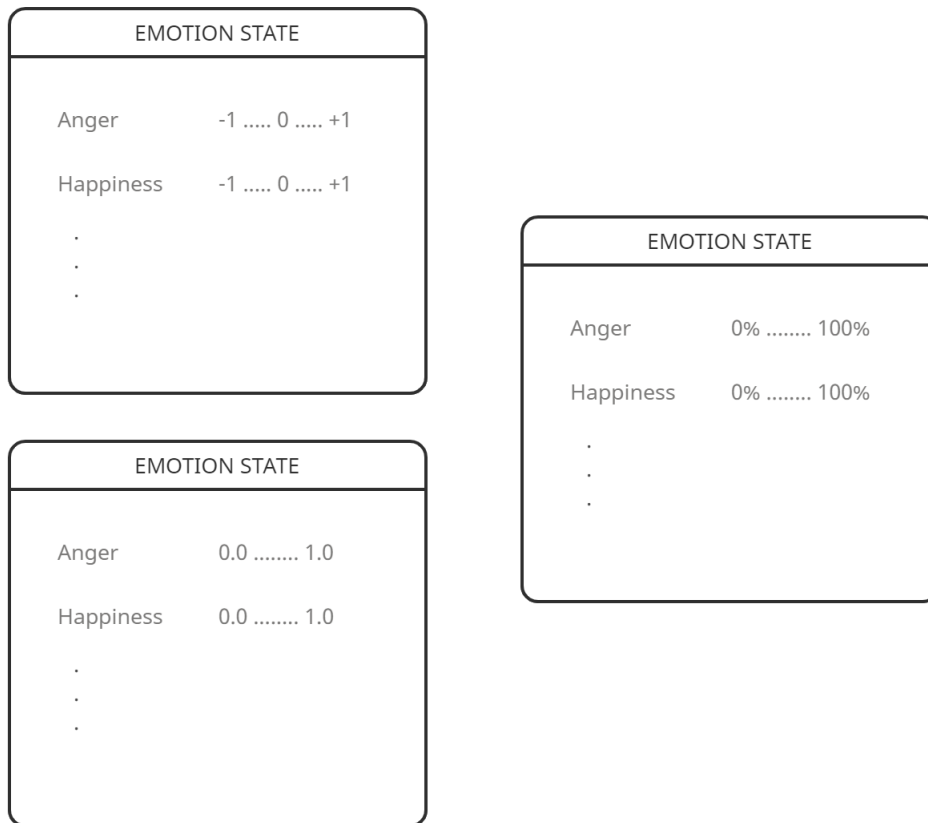 EMOTION STATE
Anger -1 ..... 0 ..... +1
Happiness -1 ..... 0 ..... +1
.
.
.
EMOTION STATE
Anger 0.0 ........ 1.0
Happiness 0.0 ........ 1.0
.
.
.
EMOTION STATE
Anger 0% ........ 100%
Happiness 0% ........ 100%
.
.
.